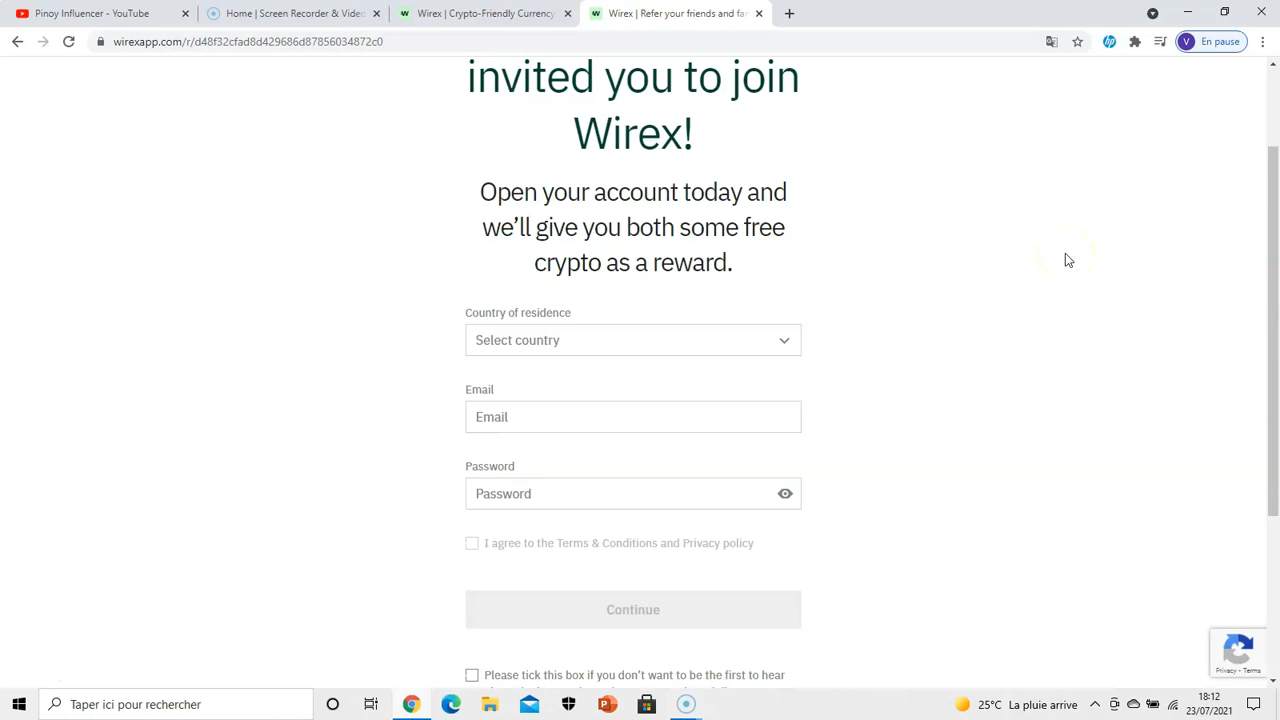 Pinoy Influencer - YouTube
Home | Screen Recorder & Video
Wirex | Crypto-Friendly Currency
Wirex | Refer your friends and fam
wirexapp.com/r/d48f32cfad8d429686d87856034872c0
V En pause
invited you to join
Wirex!
Open your account today and
we'll give you both some free
crypto as a reward.
Country of residence
Select country
Email
Email
Password
Password
I agree to the Terms & Conditions and Privacy policy
Continue
Please tick this box if you don't want to be the first to hear
Privacy - Terms
Taper ici pour rechercher
25°C La pluie arrive
18:12
23/07/2021